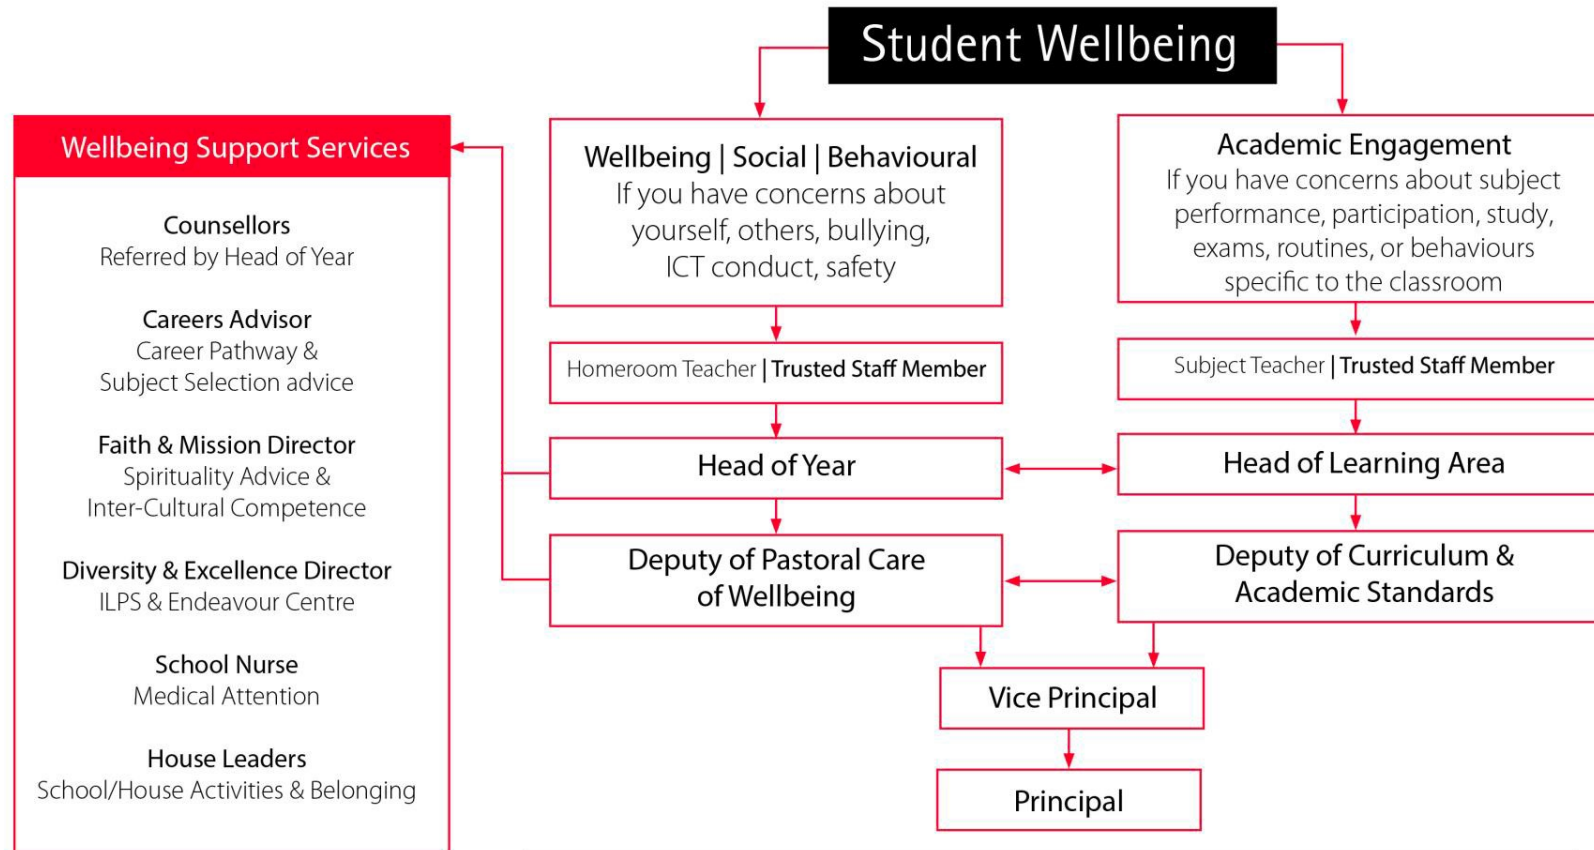 Student Wellbeing
Wellbeing Support Services
Counsellors
Referred by Head of Year
Careers Advisor
Career Pathway &
Subject Selection advice
Faith & Mission Director
Spirituality Advice &
Inter-Cultural Competence
Diversity & Excellence Director
ILPS & Endeavour Centre
School Nurse
Medical Attention
House Leaders
School/House Activities & Belonging
Wellbeing | Social | Behavioural
If you have concerns about
yourself, others, bullying,
ICT conduct, safety
Homeroom Teacher | Trusted Staff Member
Head of Year
Deputy of Pastoral Care
of Wellbeing
Academic Engagement
If you have concerns about subject
performance, participation, study,
exams, routines, or behaviours
specific to the classroom
Subject Teacher | Trusted Staff Member
Head of Learning Area
Deputy of Curriculum &
Academic Standards
Vice Principal
Principal